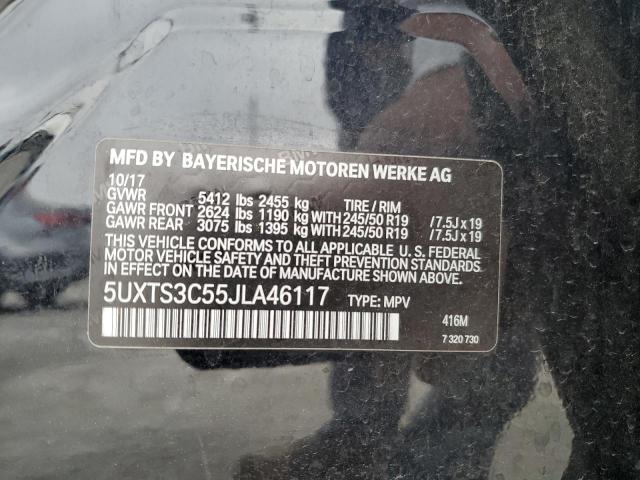 MFD BY BAYERISCHE MOTOREN WERKE AG
10/17
GVWR 5412 lbs 2455 kg TIRE / RIM
GAWR FRONT 2624 lbs 1190 kg WITH 245/50 R19 /7.5J x 19
GAWR REAR 3075 lbs 1395 kg WITH 245/50 R19 /7.5J x 19
THIS VEHICLE CONFORMS TO ALL APPLICABLE U. S. FEDERAL
MOTOR VEHICLE SAFETY AND THEFT PREVENTION STANDARDS
IN EFFECT ON THE DATE OF MANUFACTURE SHOWN ABOVE.
5UXTS3C55JLA46117 TYPE: MPV
416M
7 320 730